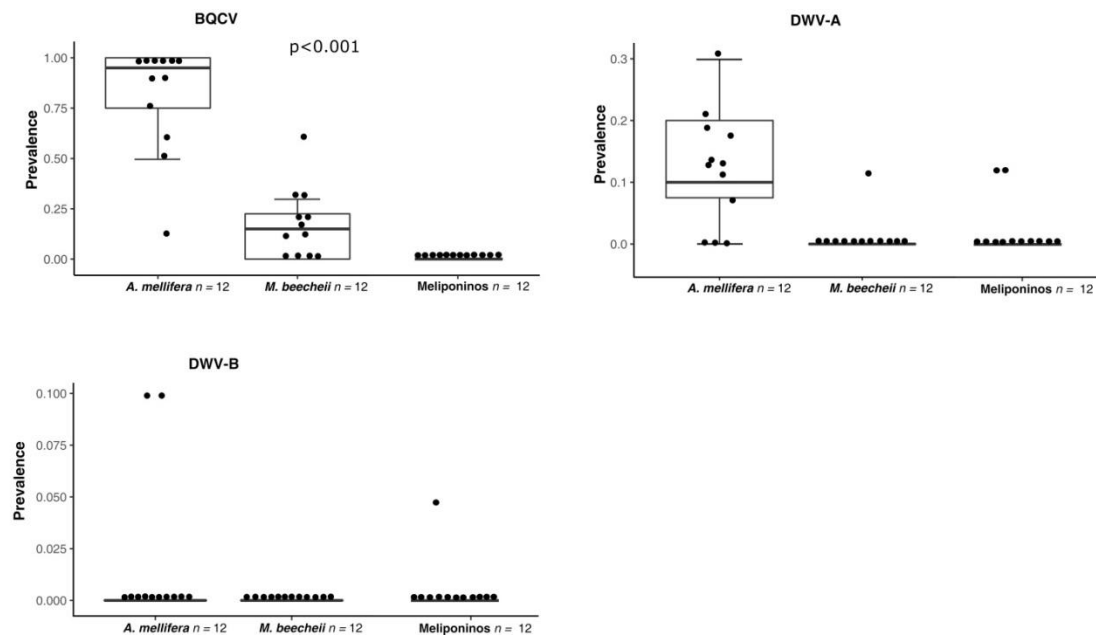 BQCV
p<0.001
Prevalence
1.00
0.75
0.50
0.25
0.00
A. mellifera n = 12
M. beecheii n = 12
Meliponinos n = 12
DWV-A
Prevalence
0.3
0.2
0.1
0.0
A. mellifera n = 12
M. beecheii n = 12
Meliponinos n = 12
DWV-B
Prevalence
0.100
0.075
0.050
0.025
0.000
A. mellifera n = 12
M. beecheii n = 12
Meliponinos n = 12